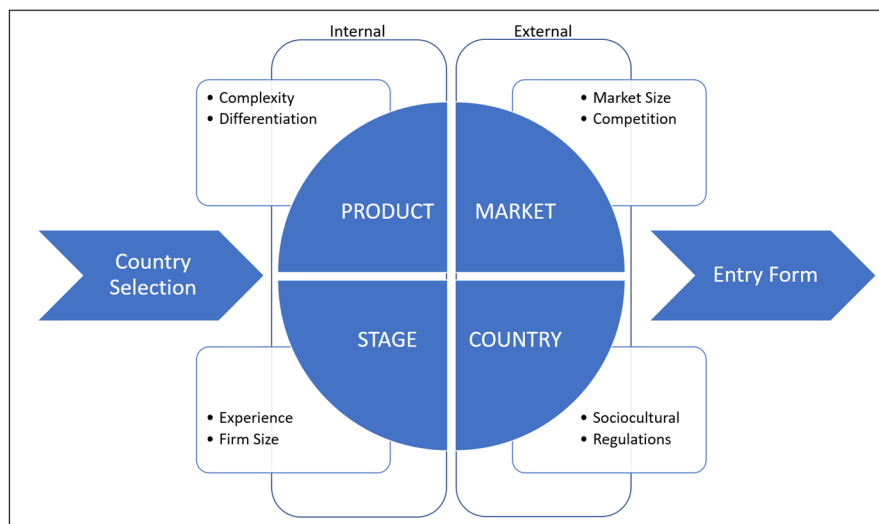 Internal
External
• Complexity
• Differentiation
• Market Size
• Competition
PRODUCT
MARKET
Country
Selection
Entry Form
STAGE
COUNTRY
• Experience
• Firm Size
• Sociocultural
• Regulations